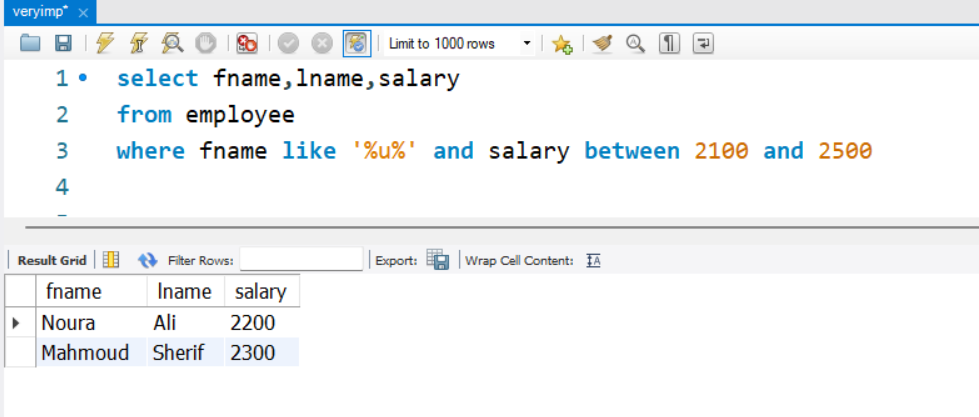 veryimp*
Limit to 1000 rows
1 select fname,lname,salary
2 from employee
3 where fname like '%u%' and salary between 2100 and 2500
4
Result Grid Filter Rows: Export: Wrap Cell Content:
fname lname salary
Noura Ali 2200
Mahmoud Sherif 2300